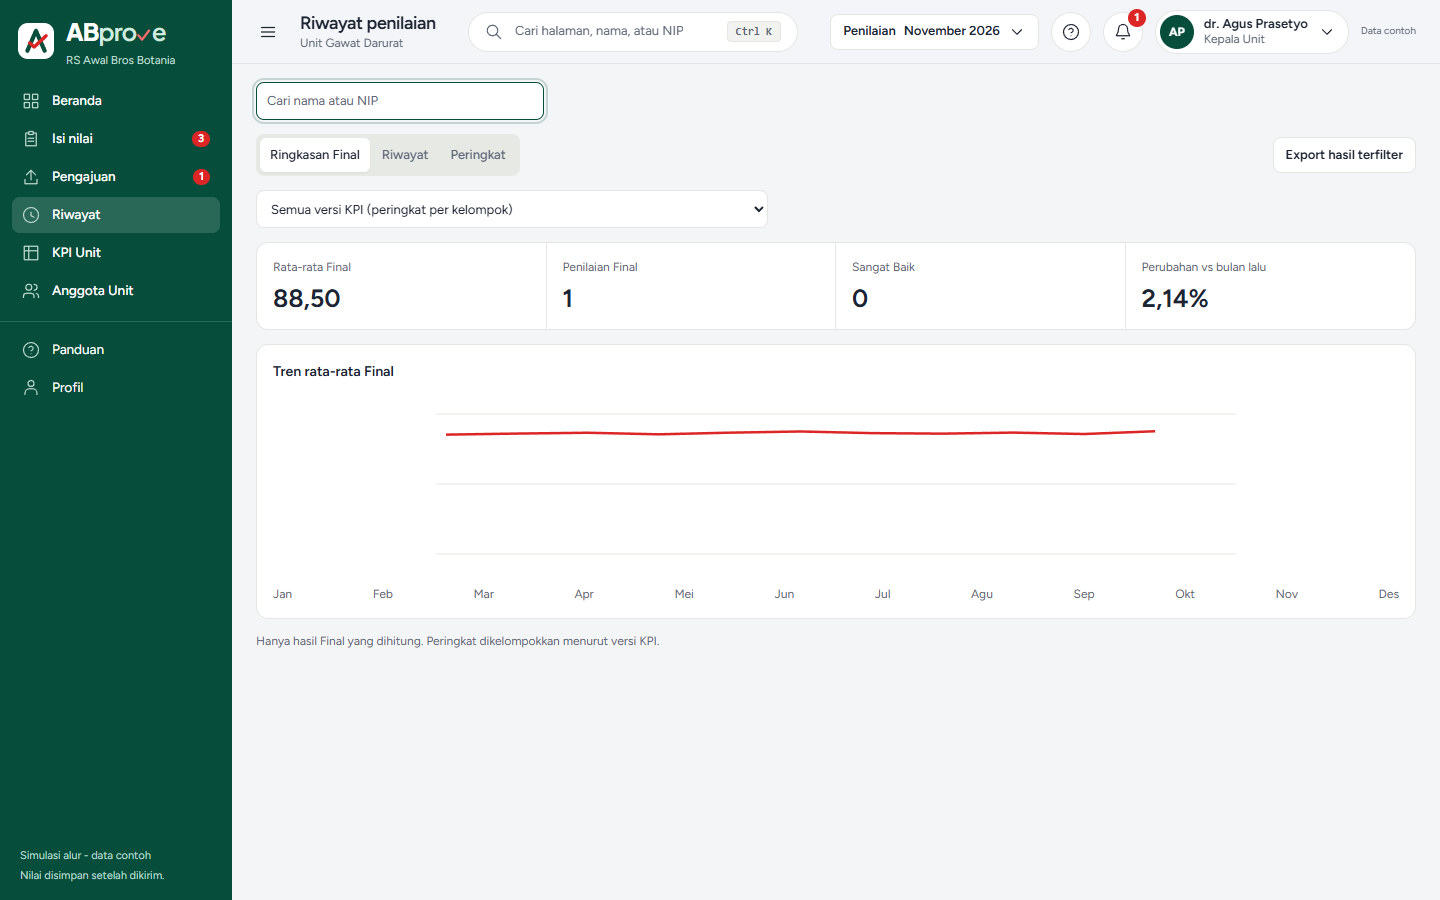 ABprove
RS Awal Bros Botania
Beranda
Isi nilai 3
Pengajuan 1
Riwayat
KPI Unit
Anggota Unit
Panduan
Profil
Simulasi alur - data contoh
Nilai disimpan setelah dikirim.
Riwayat penilaian
Unit Gawat Darurat
Cari halaman, nama, atau NIP Ctrl K
Penilaian November 2026
1
AP
dr. Agus Prasetyo
Kepala Unit
Data contoh
Cari nama atau NIP
Ringkasan Final Riwayat Peringkat
Export hasil terfilter
Semua versi KPI (peringkat per kelompok)
Rata-rata Final
88,50
Penilaian Final
1
Sangat Baik
0
Perubahan vs bulan lalu
2,14%
Tren rata-rata Final
Jan Feb Mar Apr Mei Jun Jul Agu Sep Okt Nov Des
Hanya hasil Final yang dihitung. Peringkat dikelompokkan menurut versi KPI.